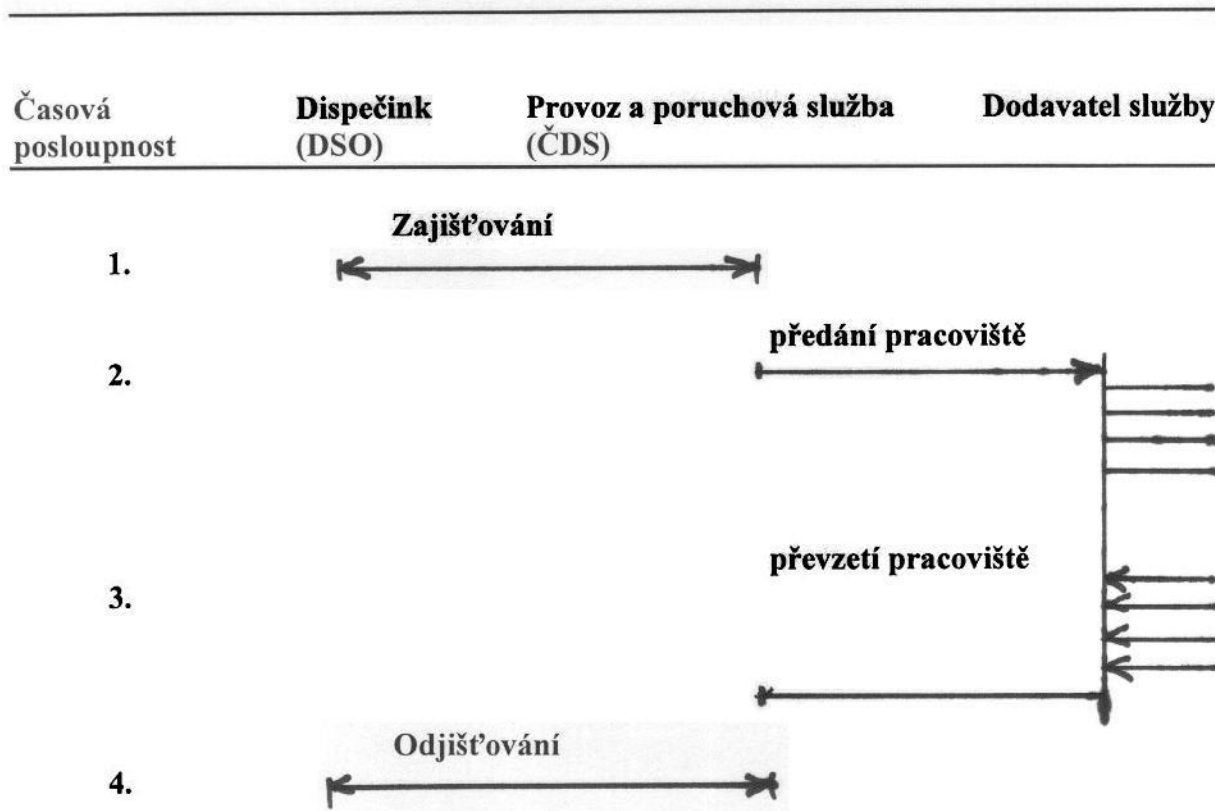 Časová posloupnost
Dispečink (DSO)
Provoz a poruchová služba (ČDS)
Dodavatel služby
Zajišťování
1.
předání pracoviště
2.
převzetí pracoviště
3.
Odjišťování
4.